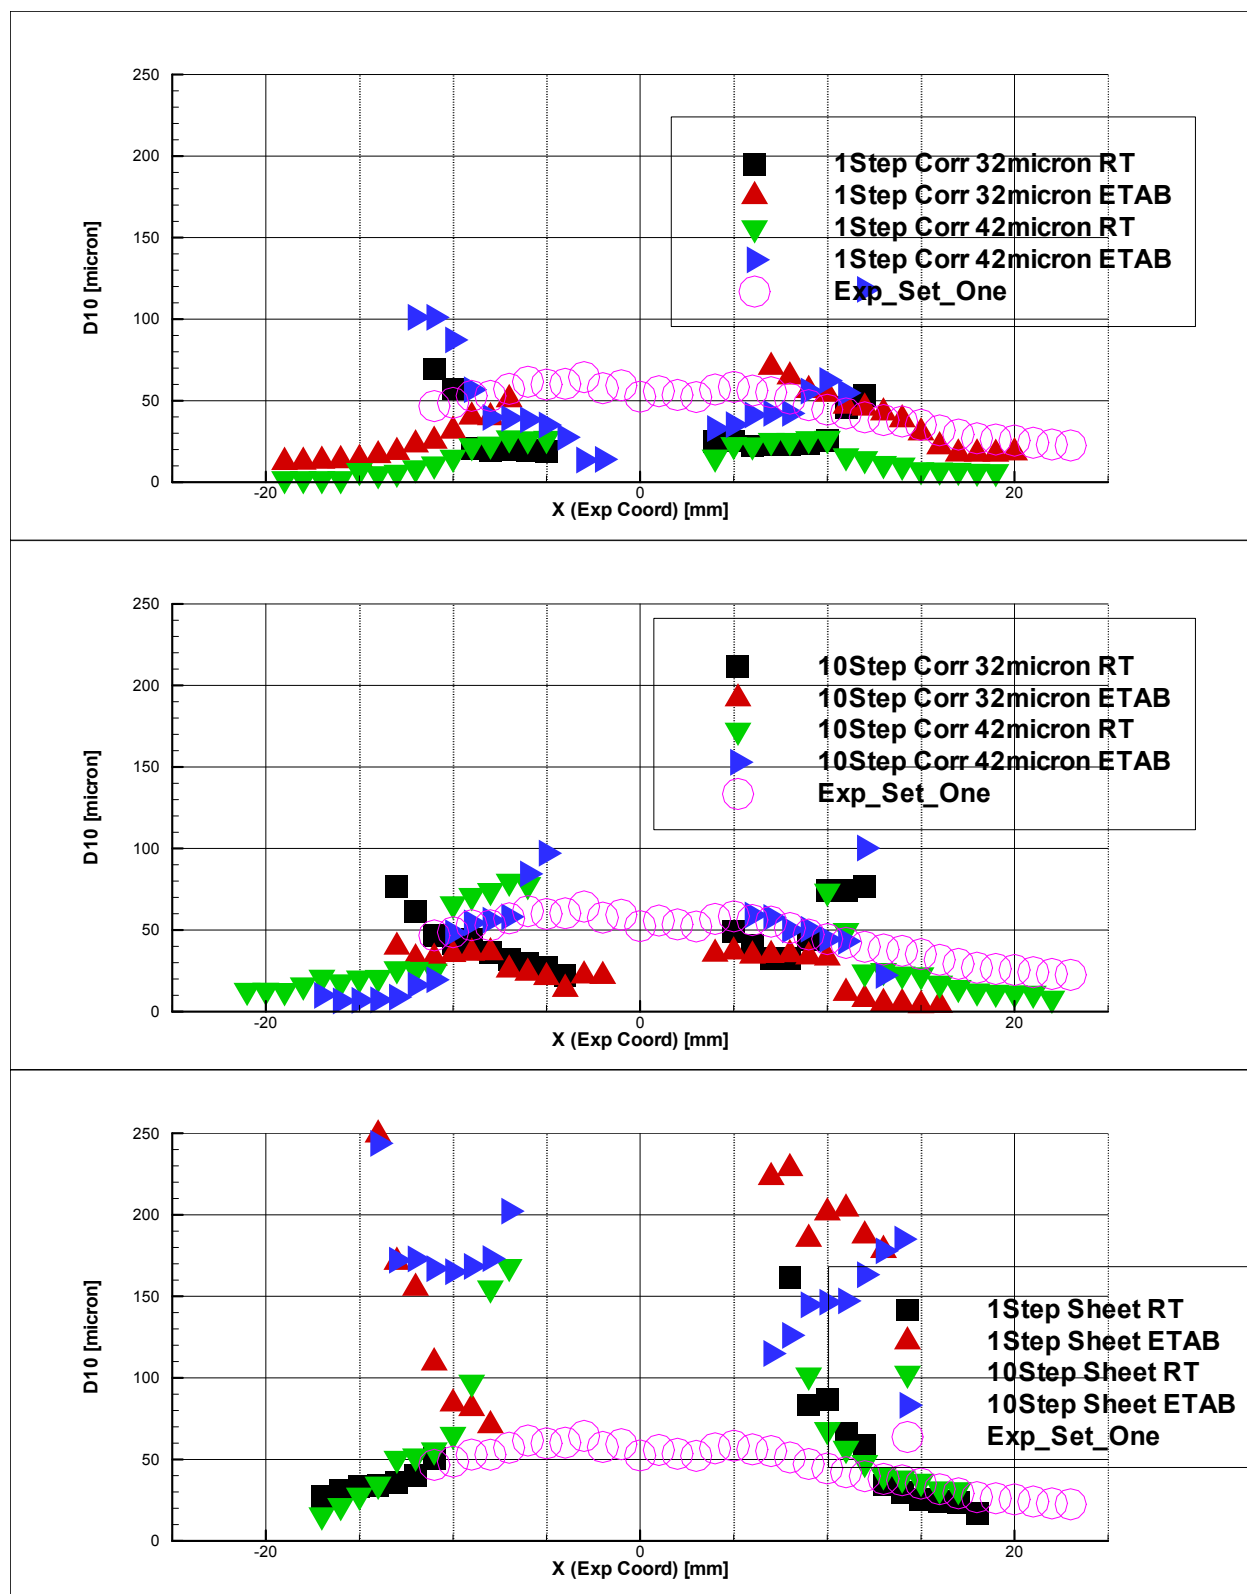 250
200
150
100
50
0
D10 [micron]
-20
0
20
X (Exp Coord) [mm]
1Step Corr 32micron RT
1Step Corr 32micron ETAB
1Step Corr 42micron RT
1Step Corr 42micron ETAB
Exp_Set_One
250
200
150
100
50
0
D10 [micron]
-20
0
20
X (Exp Coord) [mm]
10Step Corr 32micron RT
10Step Corr 32micron ETAB
10Step Corr 42micron RT
10Step Corr 42micron ETAB
Exp_Set_One
250
200
150
100
50
0
D10 [micron]
-20
0
20
X (Exp Coord) [mm]
1Step Sheet RT
1Step Sheet ETAB
10Step Sheet RT
10Step Sheet ETAB
Exp_Set_One